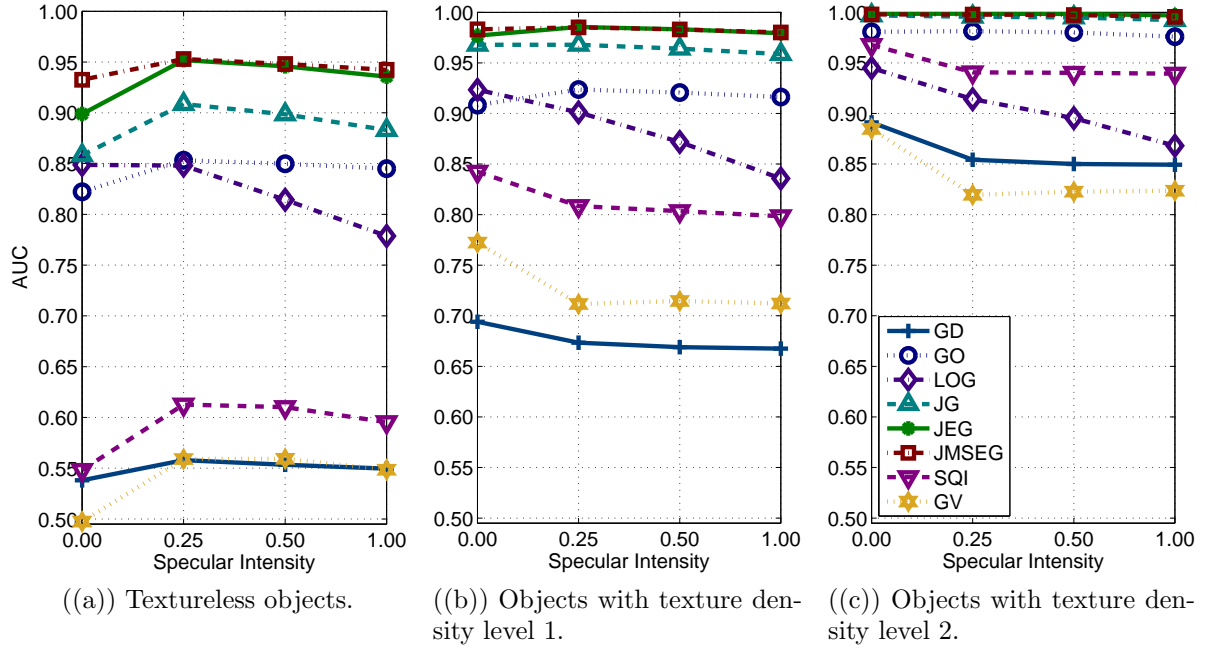 1.00
0.95
0.90
0.85
0.80
0.75
0.70
0.65
0.60
0.55
0.50
AUC
0.00 0.25 0.50 1.00
Specular Intensity
((a)) Textureless objects.
1.00
0.95
0.90
0.85
0.80
0.75
0.70
0.65
0.60
0.55
0.50
0.00 0.25 0.50 1.00
Specular Intensity
((b)) Objects with texture den-
sity level 1.
1.00
0.95
0.90
0.85
0.80
0.75
0.70
0.65
0.60
0.55
0.50
GD
GO
LOG
JG
JEG
JMSEG
SQI
GV
0.00 0.25 0.50 1.00
Specular Intensity
((c)) Objects with texture den-
sity level 2.